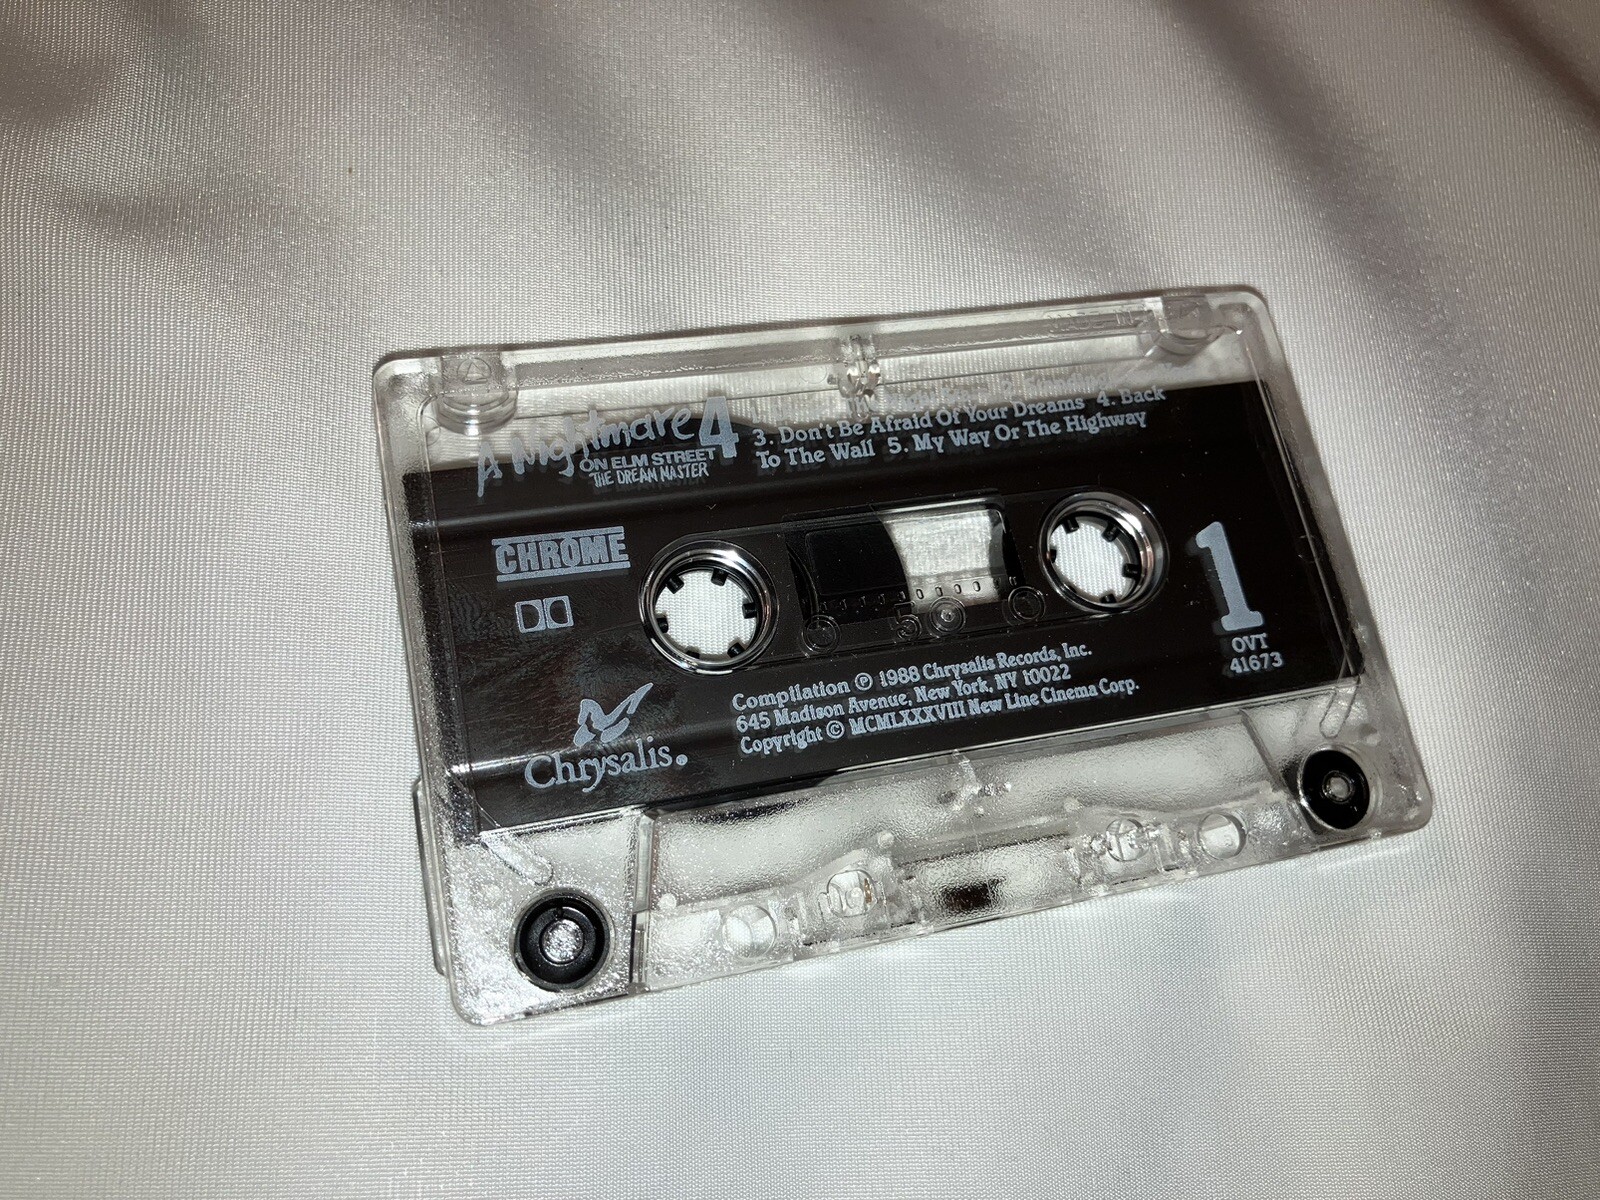 A Nightmare 4
ON ELM STREET
THE DREAM MASTER
3. Don't Be Afraid Of Your Dreams 4. Back
To The Wall 5. My Way Or The Highway
CHROME
1
OVT
41673
Compilation ℗ 1988 Chrysalis Records, Inc.
645 Madison Avenue, New York, NY 10022
Copyright © MCMLXXXVIII New Line Cinema Corp.
Chrysalis®
50